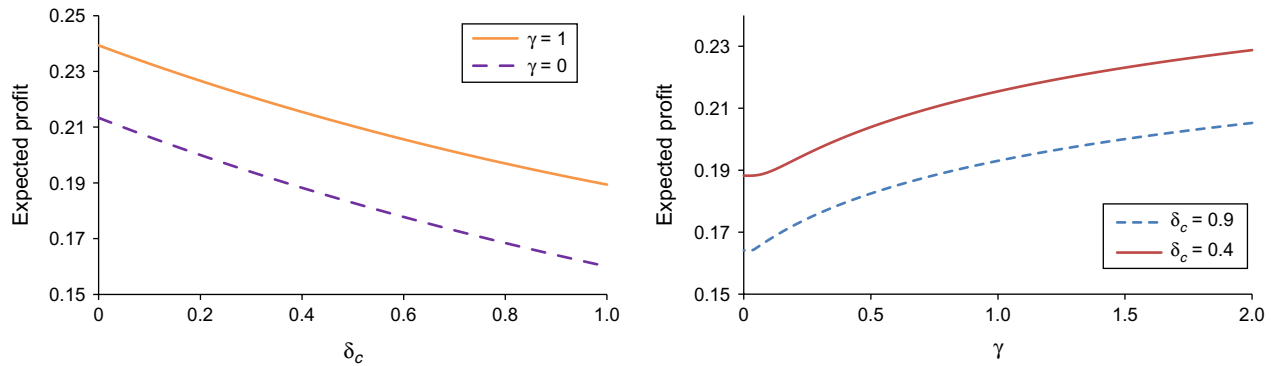 Expected profit
0.25
0.23
0.21
0.19
0.17
0.15
0
0.2
0.4
0.6
0.8
1.0
δc
γ = 1
γ = 0
Expected profit
0.23
0.21
0.19
0.17
0.15
0
0.5
1.0
1.5
2.0
γ
δc = 0.9
δc = 0.4